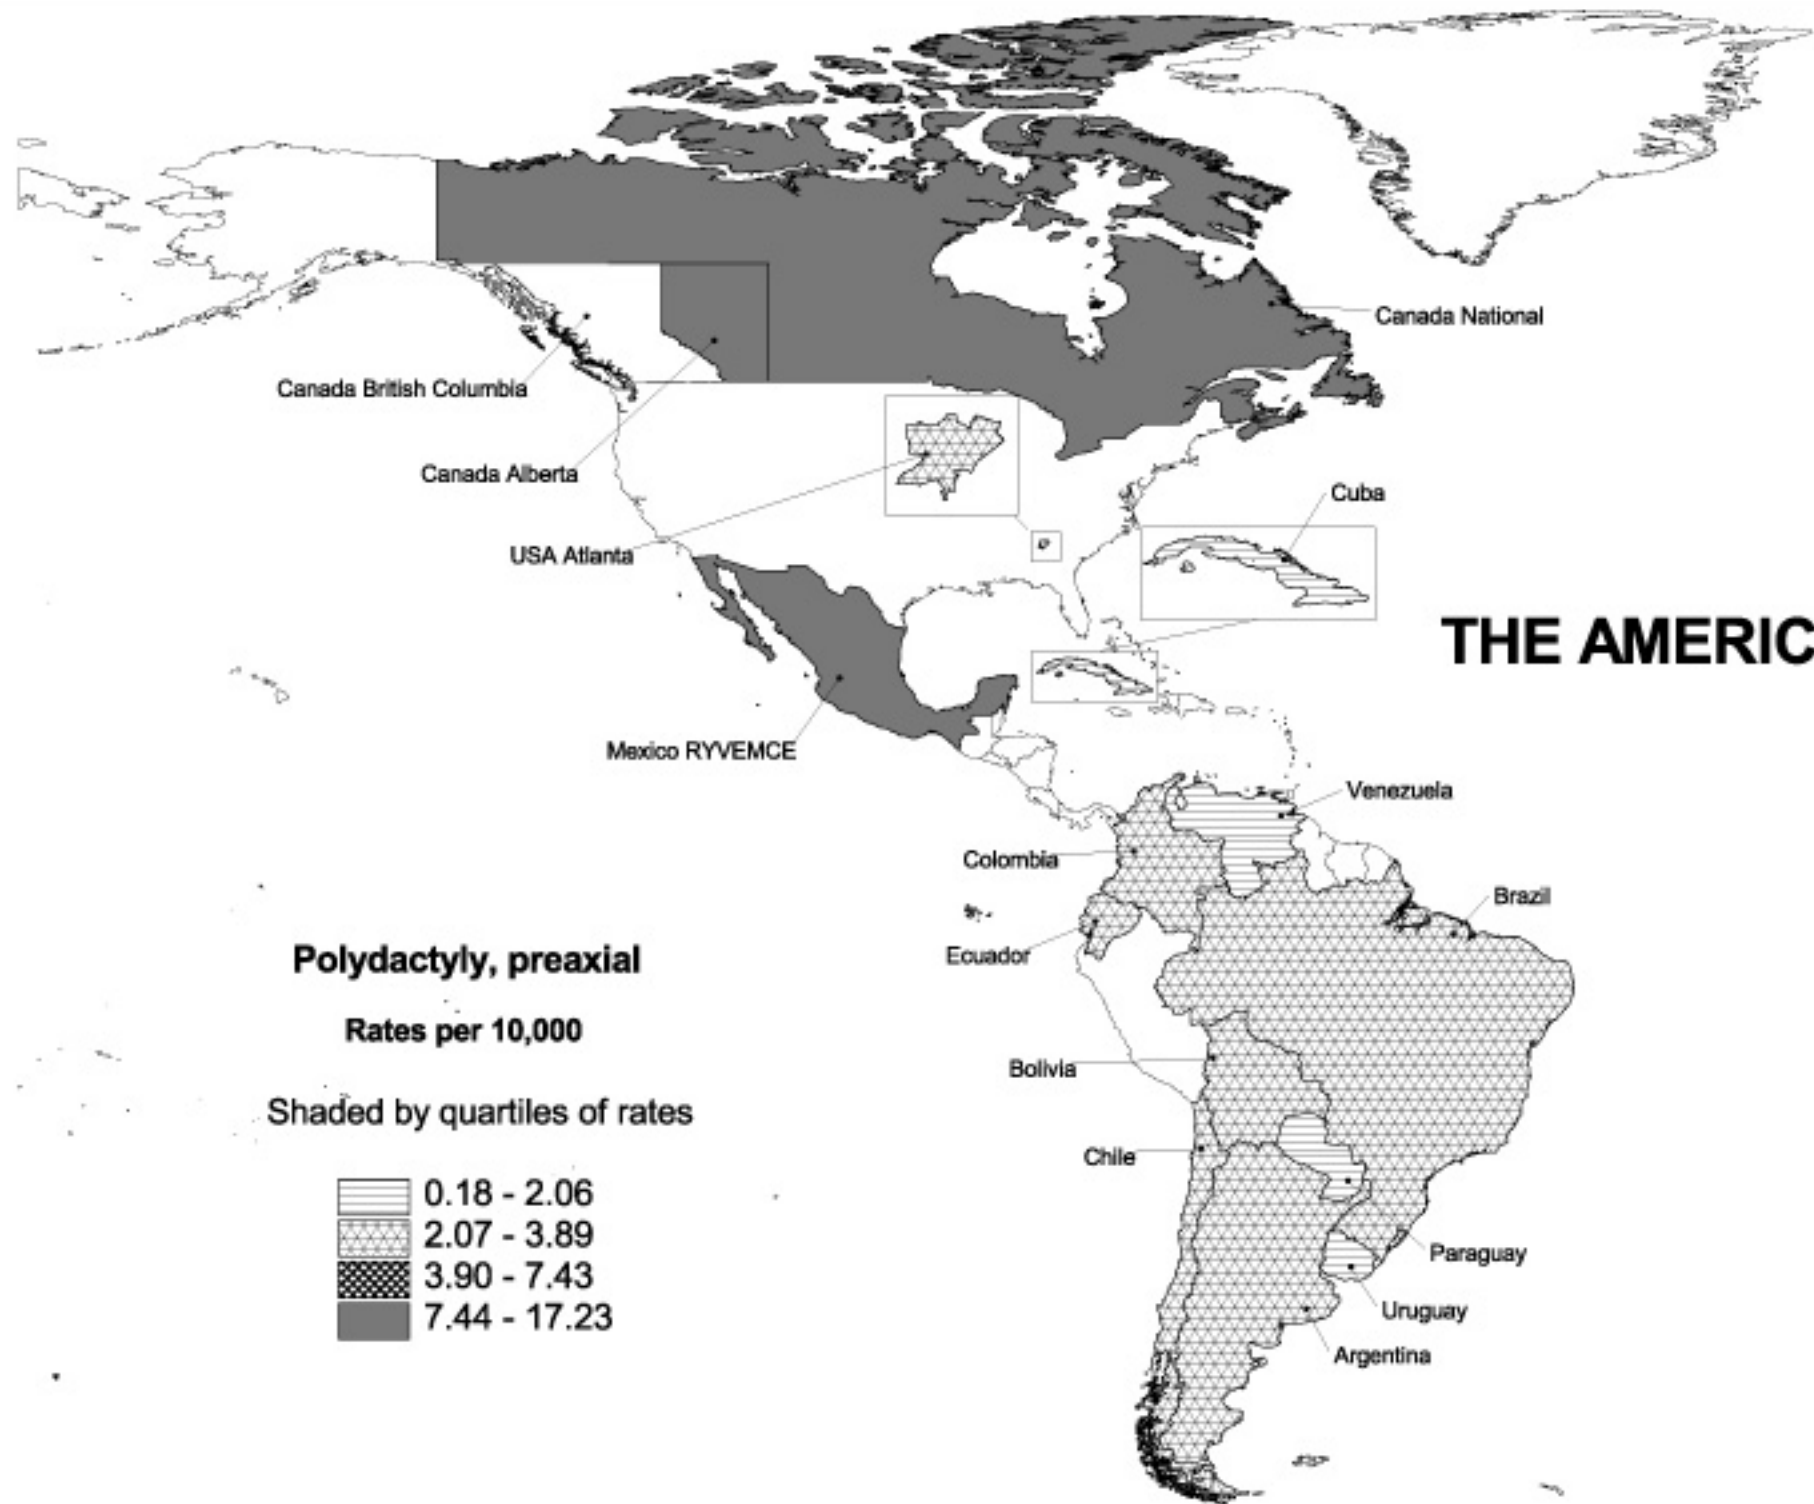 Canada National
Canada British Columbia
Canada Alberta
Cuba
USA Atlanta
THE AMERIC
Mexico RYVEMCE
Venezuela
Colombia
Brazil
Ecuador
Polydactyly, preaxial
Rates per 10,000
Bolivia
Shaded by quartiles of rates
Chile
0.18 - 2.06
2.07 - 3.89
Paraguay
3.90 - 7.43
Uruguay
7.44 - 17.23
Argentina